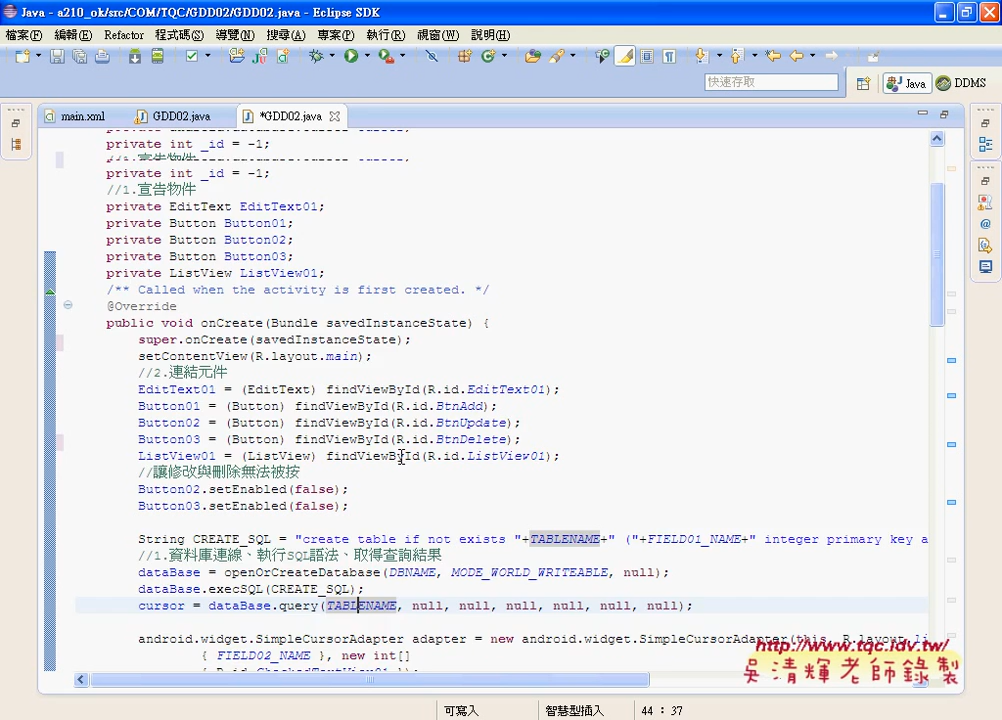 Java - a210_ok/src/COM/TQC/GDD02/GDD02.java - Eclipse SDK
檔案(F) 編輯(E) Refactor 程式碼(S) 導覽(N) 搜尋(A) 專案(P) 執行(R) 視窗(W) 說明(H)
快速存取 Java DDMS
main.xml GDD02.java *GDD02.java
private int _id = -1;
private int _id = -1;
//1.宣告物件
private EditText EditText01;
private Button Button01;
private Button Button02;
private Button Button03;
private ListView ListView01;
/** Called when the activity is first created. */
@Override
public void onCreate(Bundle savedInstanceState) {
super.onCreate(savedInstanceState);
setContentView(R.layout.main);
//2.連結元件
EditText01 = (EditText) findViewById(R.id.EditText01);
Button01 = (Button) findViewById(R.id.BtnAdd);
Button02 = (Button) findViewById(R.id.BtnUpdate);
Button03 = (Button) findViewById(R.id.BtnDelete);
ListView01 = (ListView) findViewById(R.id.ListView01);
//讓修改與刪除無法被按
Button02.setEnabled(false);
Button03.setEnabled(false);
String CREATE_SQL = "create table if not exists "+TABLENAME+" ("+FIELD01_NAME+" integer primary key a
//1.資料庫連線、執行SQL語法、取得查詢結果
dataBase = openOrCreateDatabase(DBNAME, MODE_WORLD_WRITEABLE, null);
dataBase.execSQL(CREATE_SQL);
cursor = dataBase.query(TABLENAME, null, null, null, null, null, null);
android.widget.SimpleCursorAdapter adapter = new android.widget.SimpleCursorAdapter(this, R.layout.li
{ FIELD02_NAME }, new int[]
http://www.tqc.idv.tw/
吳清輝老師錄製
可寫入 智慧型插入 44 : 37